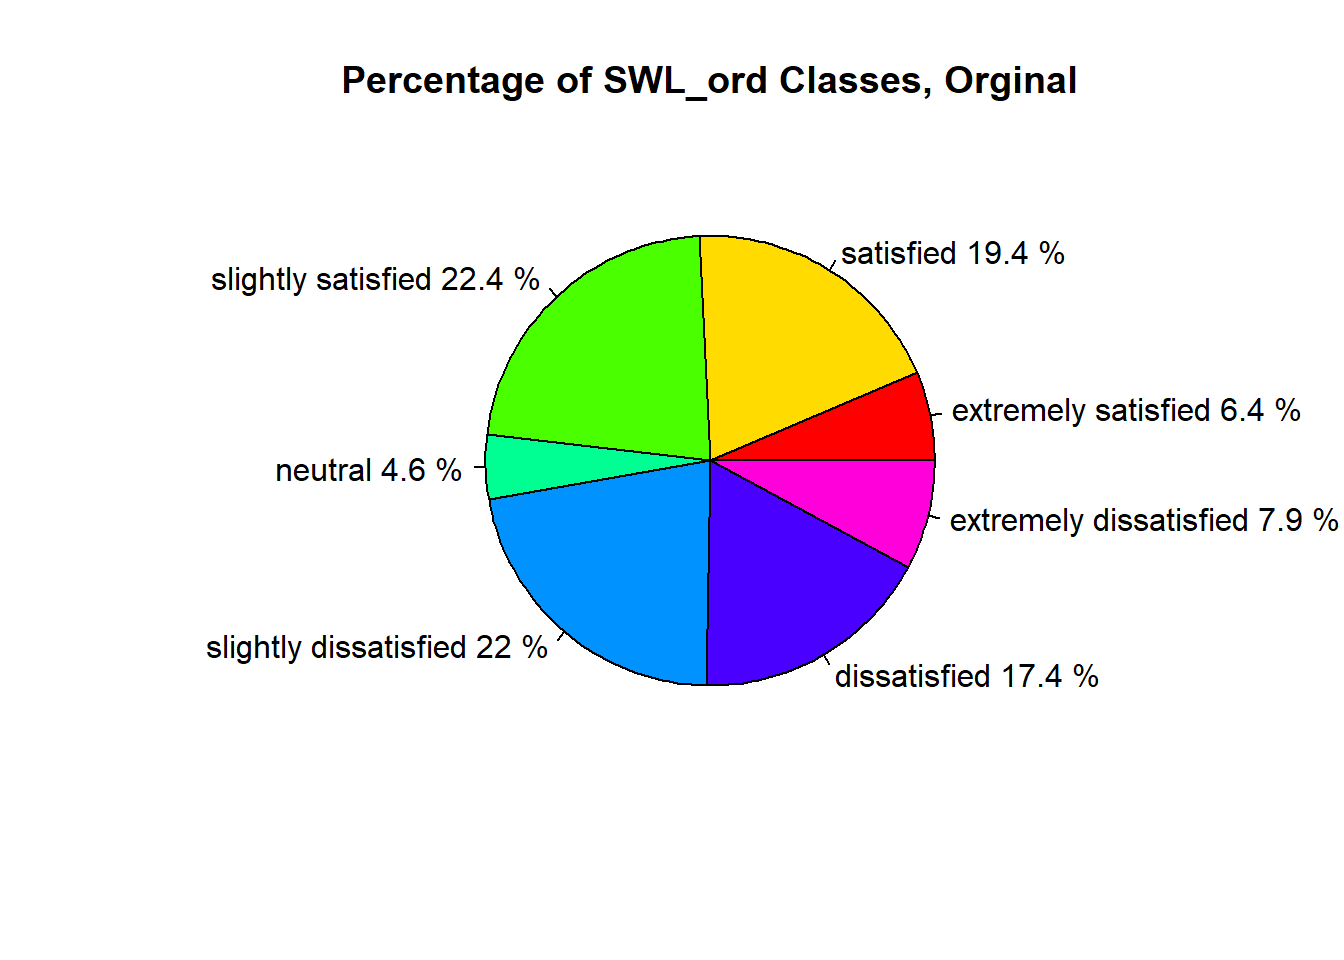 Percentage of SWL_ord Classes, Orginal
satisfied 19.4 %
slightly satisfied 22.4 %
extremely satisfied 6.4 %
neutral 4.6 %
extremely dissatisfied 7.9 %
slightly dissatisfied 22 %
dissatisfied 17.4 %